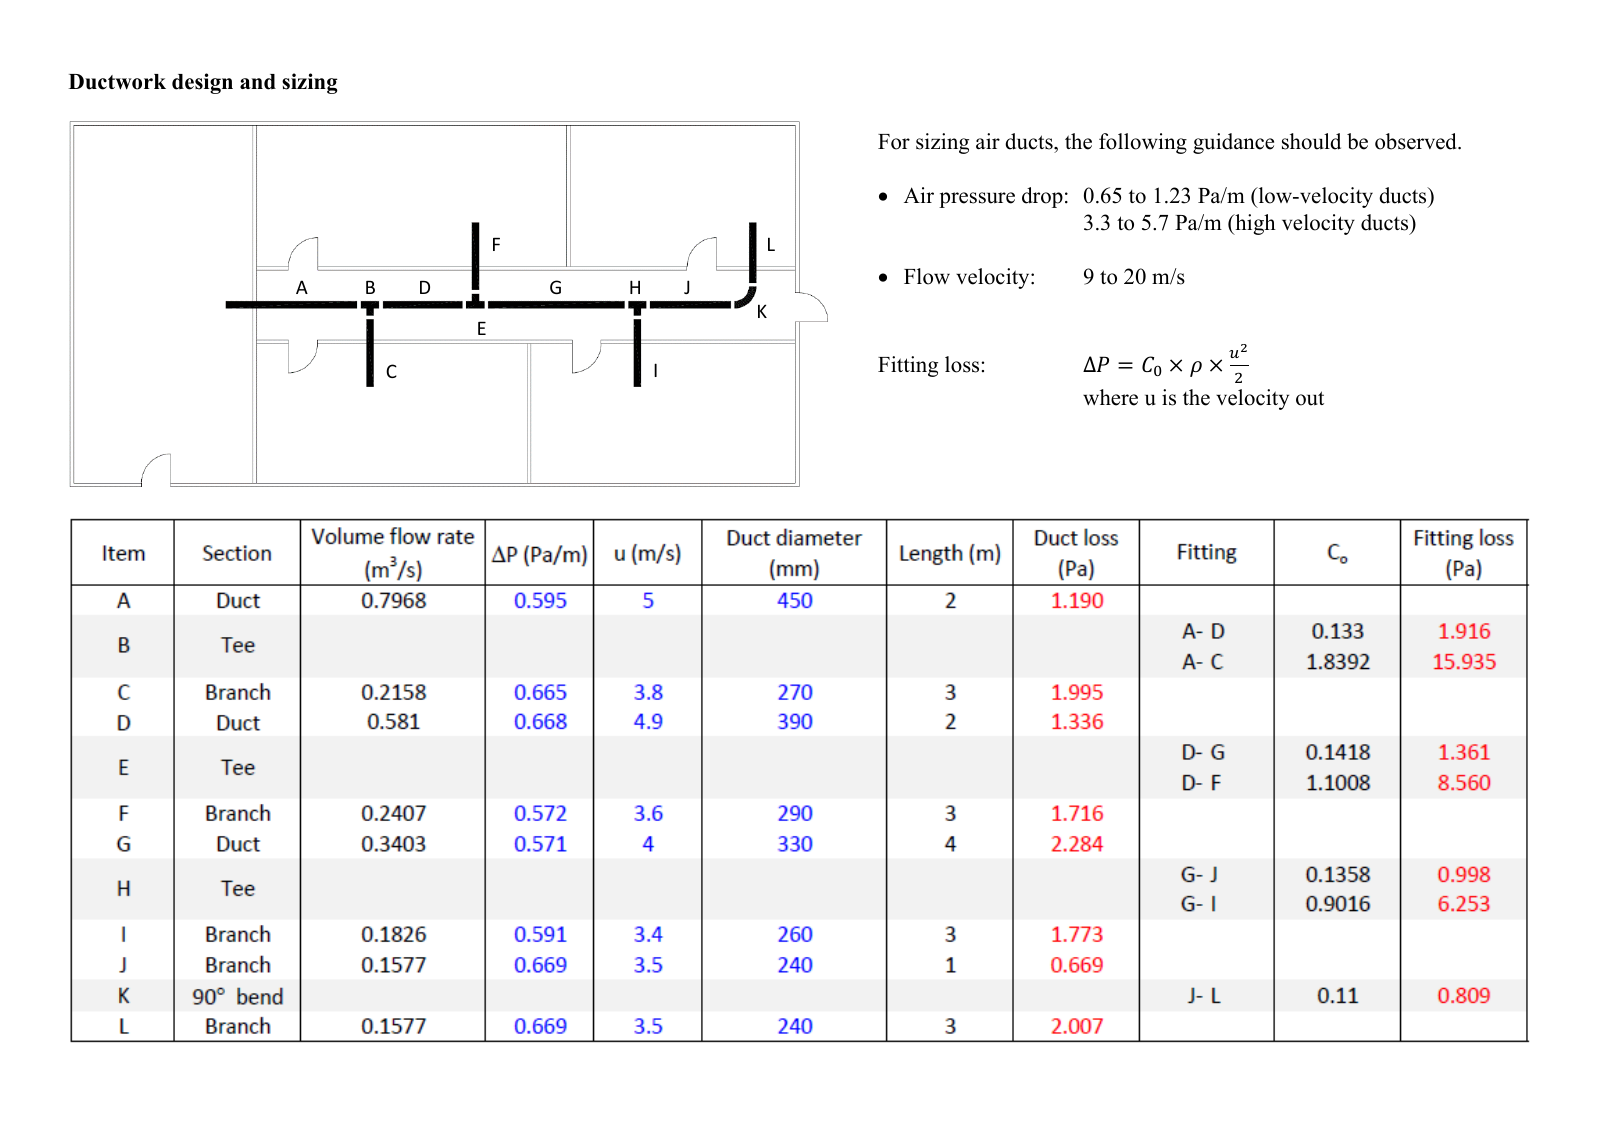 Ductwork design and sizing
For sizing air ducts, the following guidance should be observed.
• Air pressure drop: 0.65 to 1.23 Pa/m (low-velocity ducts)
3.3 to 5.7 Pa/m (high velocity ducts)
• Flow velocity: 9 to 20 m/s
Fitting loss: ΔP = C₀ × ρ × u²/2
where u is the velocity out
F
L
A B D G H J
K
E
C
I
Item Section Volume flow rate (m³/s) ΔP (Pa/m) u (m/s) Duct diameter (mm) Length (m) Duct loss (Pa) Fitting Cₒ Fitting loss (Pa)
A Duct 0.7968 0.595 5 450 2 1.190
B Tee A- D 0.133 1.916
A- C 1.8392 15.935
C Branch 0.2158 0.665 3.8 270 3 1.995
D Duct 0.581 0.668 4.9 390 2 1.336
E Tee D- G 0.1418 1.361
D- F 1.1008 8.560
F Branch 0.2407 0.572 3.6 290 3 1.716
G Duct 0.3403 0.571 4 330 4 2.284
H Tee G- J 0.1358 0.998
G- I 0.9016 6.253
I Branch 0.1826 0.591 3.4 260 3 1.773
J Branch 0.1577 0.669 3.5 240 1 0.669
K 90° bend J- L 0.11 0.809
L Branch 0.1577 0.669 3.5 240 3 2.007